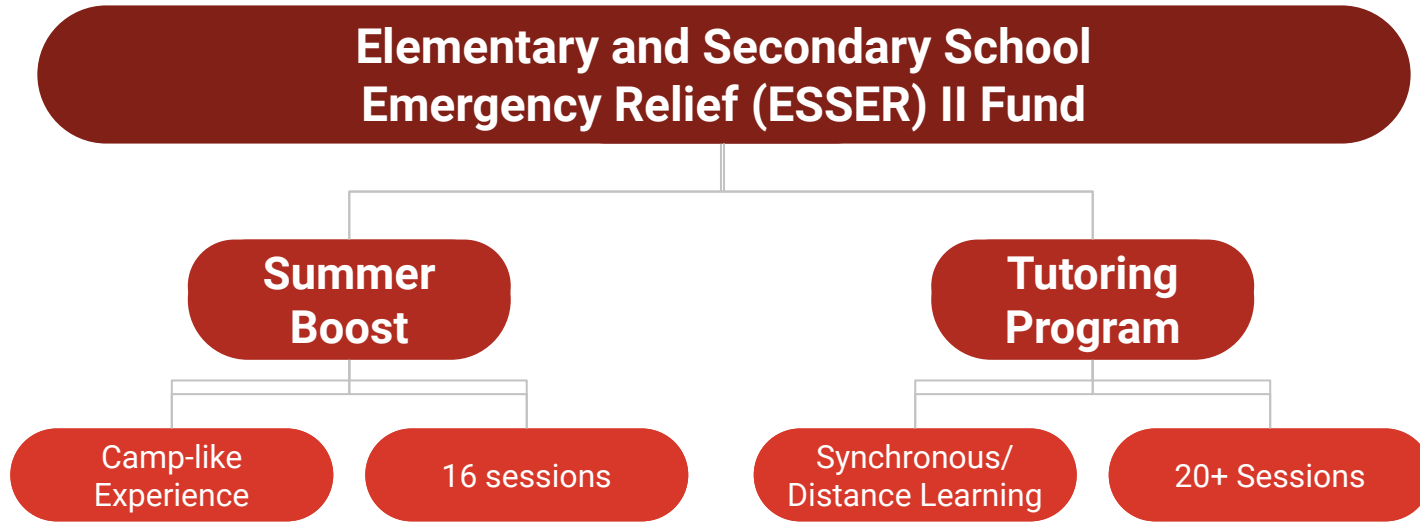 Elementary and Secondary School
Emergency Relief (ESSER) II Fund
Summer
Boost
Tutoring
Program
Camp-like
Experience
16 sessions
Synchronous/
Distance Learning
20+ Sessions